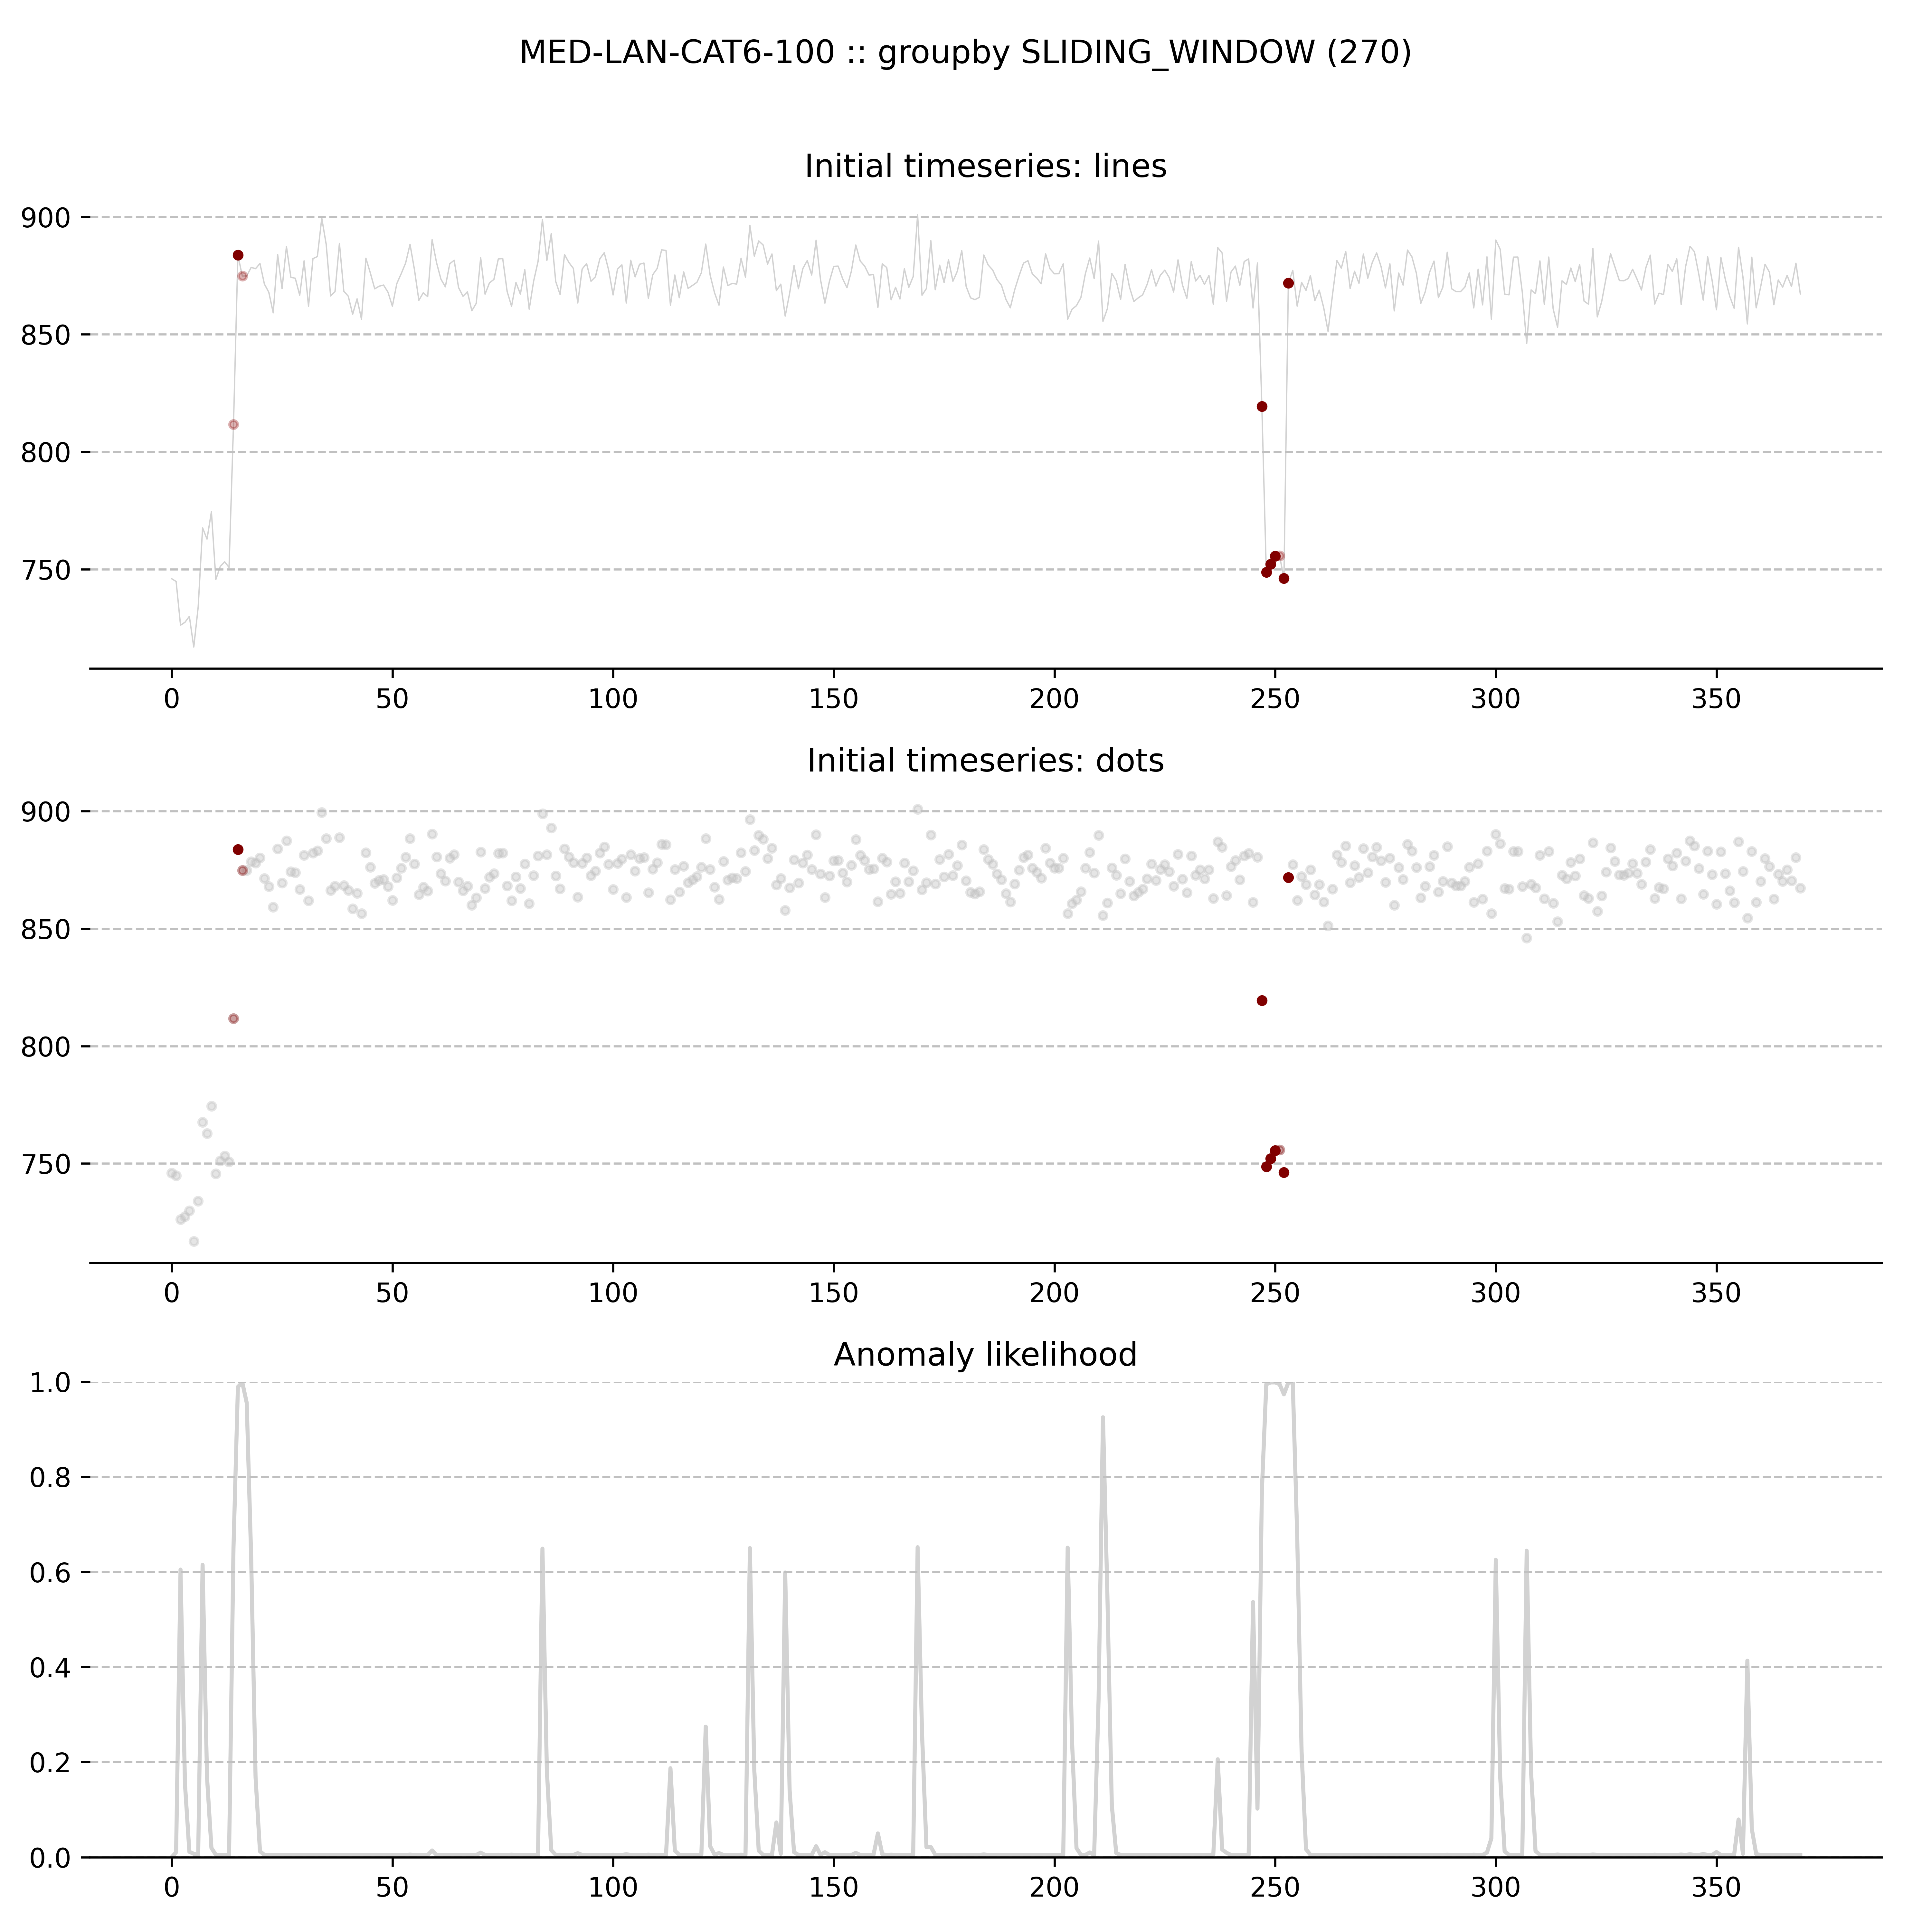 MED-LAN-CAT6-100 :: groupby SLIDING_WINDOW (270)
Initial timeseries: lines
900
850
800
750
0 50 100 150 200 250 300 350
Initial timeseries: dots
900
850
800
750
0 50 100 150 200 250 300 350
Anomaly likelihood
1.0
0.8
0.6
0.4
0.2
0.0
0 50 100 150 200 250 300 350